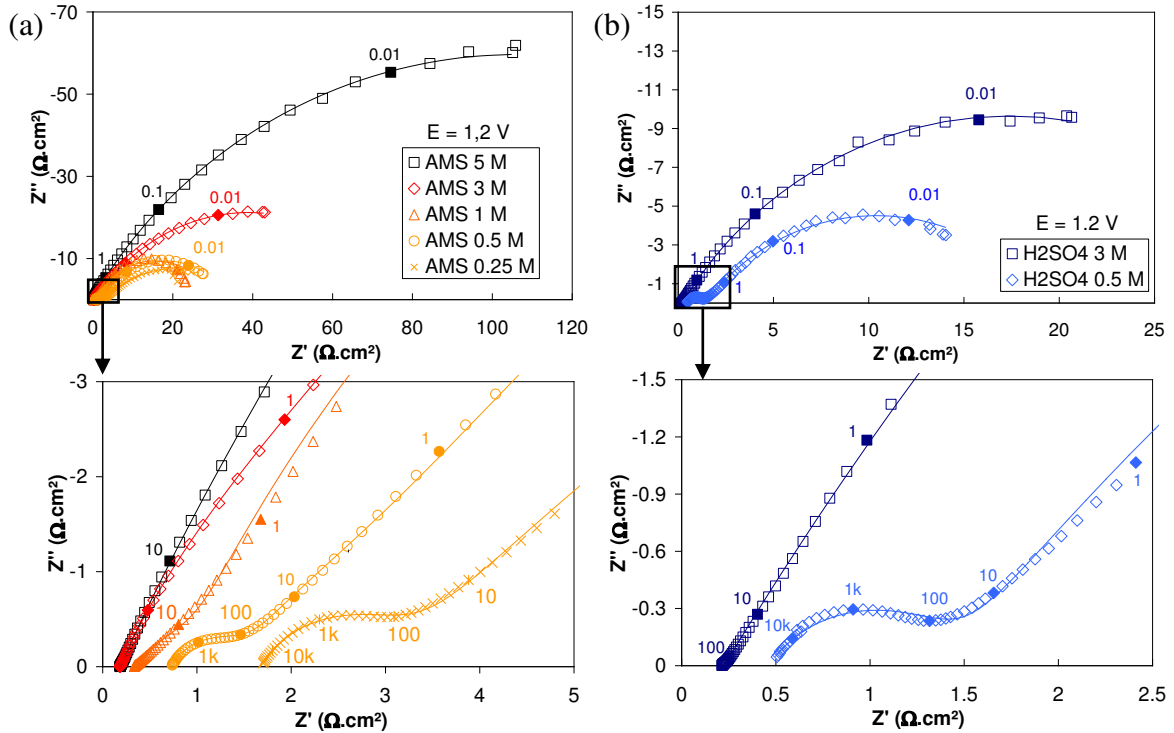 (a)
-70
-50
-30
-10
Z'' (Ω.cm²)
0.01
0.1
0.01
1
0.01
E = 1,2 V
AMS 5 M
AMS 3 M
AMS 1 M
AMS 0.5 M
AMS 0.25 M
0 20 40 60 80 100 120
Z' (Ω.cm²)
(b)
-15
-13
-11
-9
-7
-5
-3
-1
Z'' (Ω.cm²)
0.01
0.1
0.01
1
0.1
1
E = 1.2 V
H2SO4 3 M
H2SO4 0.5 M
0 5 10 15 20 25
Z' (Ω.cm²)
-3
-2
-1
0
Z'' (Ω.cm²)
1
1
1
10
10
100
10
10
1k
1k
100
10k
0 1 2 3 4 5
Z' (Ω.cm²)
-1.5
-1.2
-0.9
-0.6
-0.3
0
Z'' (Ω.cm²)
1
1
10
1k
10
100
10k
100
0 0.5 1 1.5 2 2.5
Z' (Ω.cm²)